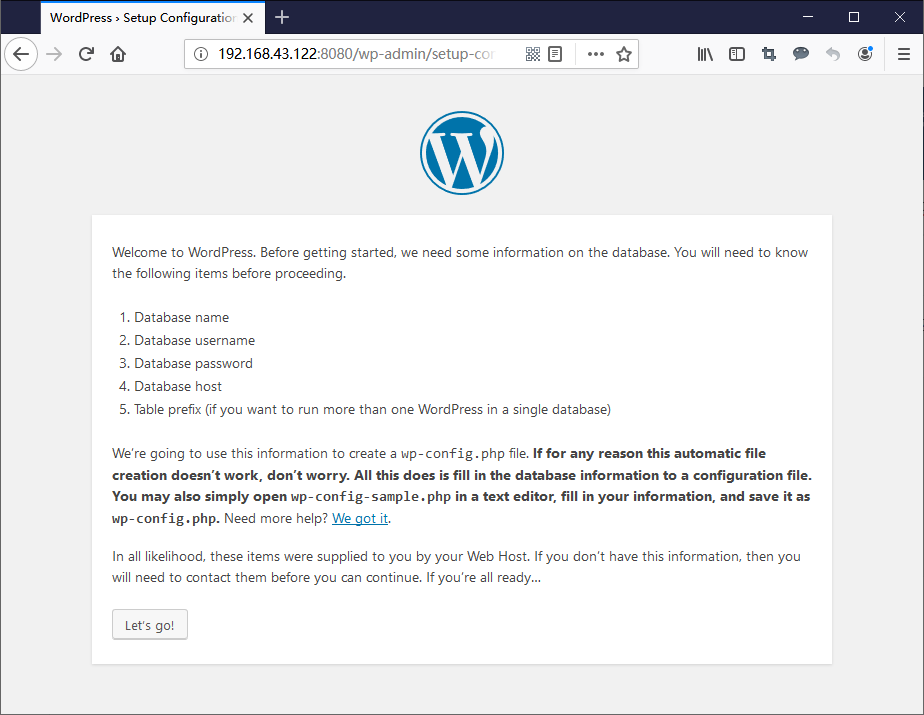 WordPress › Setup Configuration
192.168.43.122:8080/wp-admin/setup-con
Welcome to WordPress. Before getting started, we need some information on the database. You will need to know
the following items before proceeding.
1. Database name
2. Database username
3. Database password
4. Database host
5. Table prefix (if you want to run more than one WordPress in a single database)
We’re going to use this information to create a wp-config.php file. If for any reason this automatic file
creation doesn’t work, don’t worry. All this does is fill in the database information to a configuration file.
You may also simply open wp-config-sample.php in a text editor, fill in your information, and save it as
wp-config.php. Need more help? We got it.
In all likelihood, these items were supplied to you by your Web Host. If you don’t have this information, then you
will need to contact them before you can continue. If you’re all ready…
Let’s go!